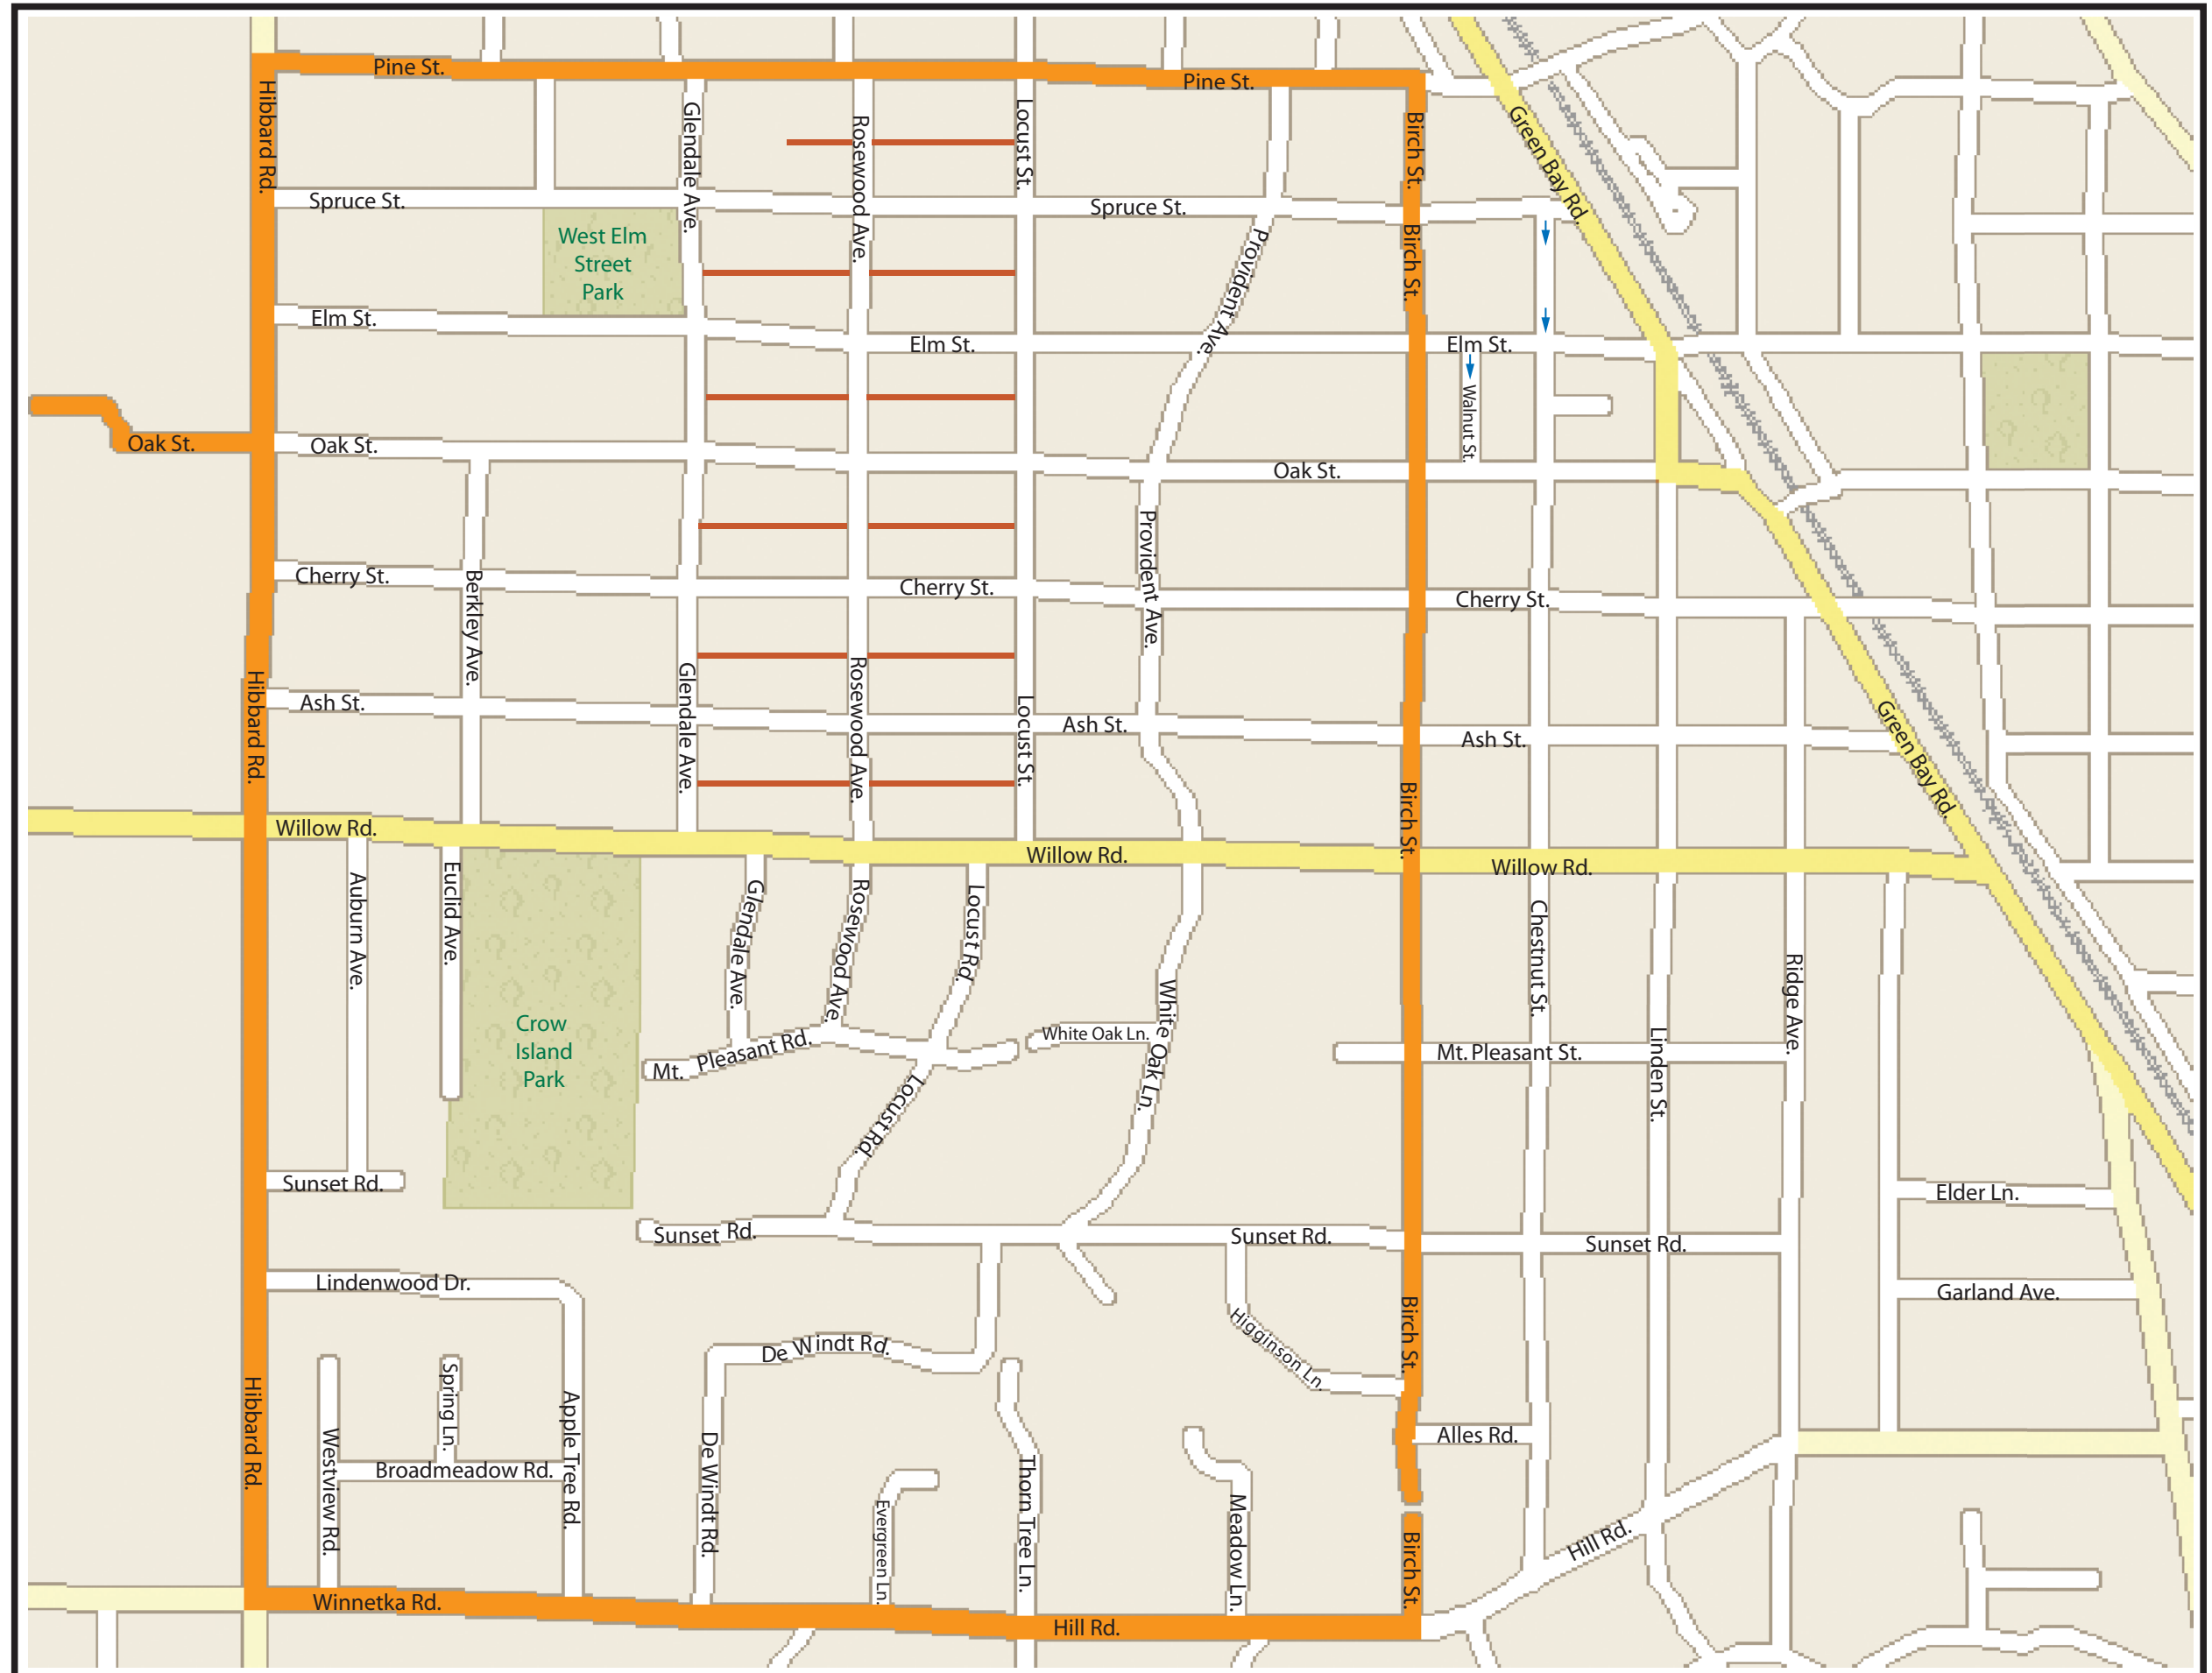 Pine St.
Pine St.
Hibbard Rd.
Glendale Ave.
Rosewood Ave.
Locust St.
Birch St.
Green Bay Rd.
Spruce St.
Spruce St.
West Elm
Street
Park
Provident Ave.
Birch St.
Elm St.
Elm St.
Elm St.
Walnut St.
Oak St.
Oak St.
Oak St.
Provident Ave.
Cherry St.
Berkley Ave.
Cherry St.
Cherry St.
Hibbard Rd.
Ash St.
Glendale Ave.
Rosewood Ave.
Locust St.
Ash St.
Ash St.
Green Bay Rd.
Birch St.
Willow Rd.
Willow Rd.
Willow Rd.
Auburn Ave.
Euclid Ave.
Glendale Ave.
Rosewood Ave.
Locust Rd.
White Oak Ln.
Chestnut St.
Ridge Ave.
Linden St.
Crow
Island
Park
Mt. Pleasant Rd.
White Oak Ln.
Mt. Pleasant St.
Locust Rd.
Sunset Rd.
Elder Ln.
Sunset Rd.
Sunset Rd.
Sunset Rd.
Lindenwood Dr.
Garland Ave.
De Windt Rd.
Higginson Ln.
Birch St.
Hibbard Rd.
Westview Rd.
Spring Ln.
Apple Tree Rd.
Broadmeadow Rd.
De Windt Rd.
Evergreen Ln.
Thorn Tree Ln.
Meadow Ln.
Alles Rd.
Birch St.
Hill Rd.
Winnetka Rd.
Hill Rd.